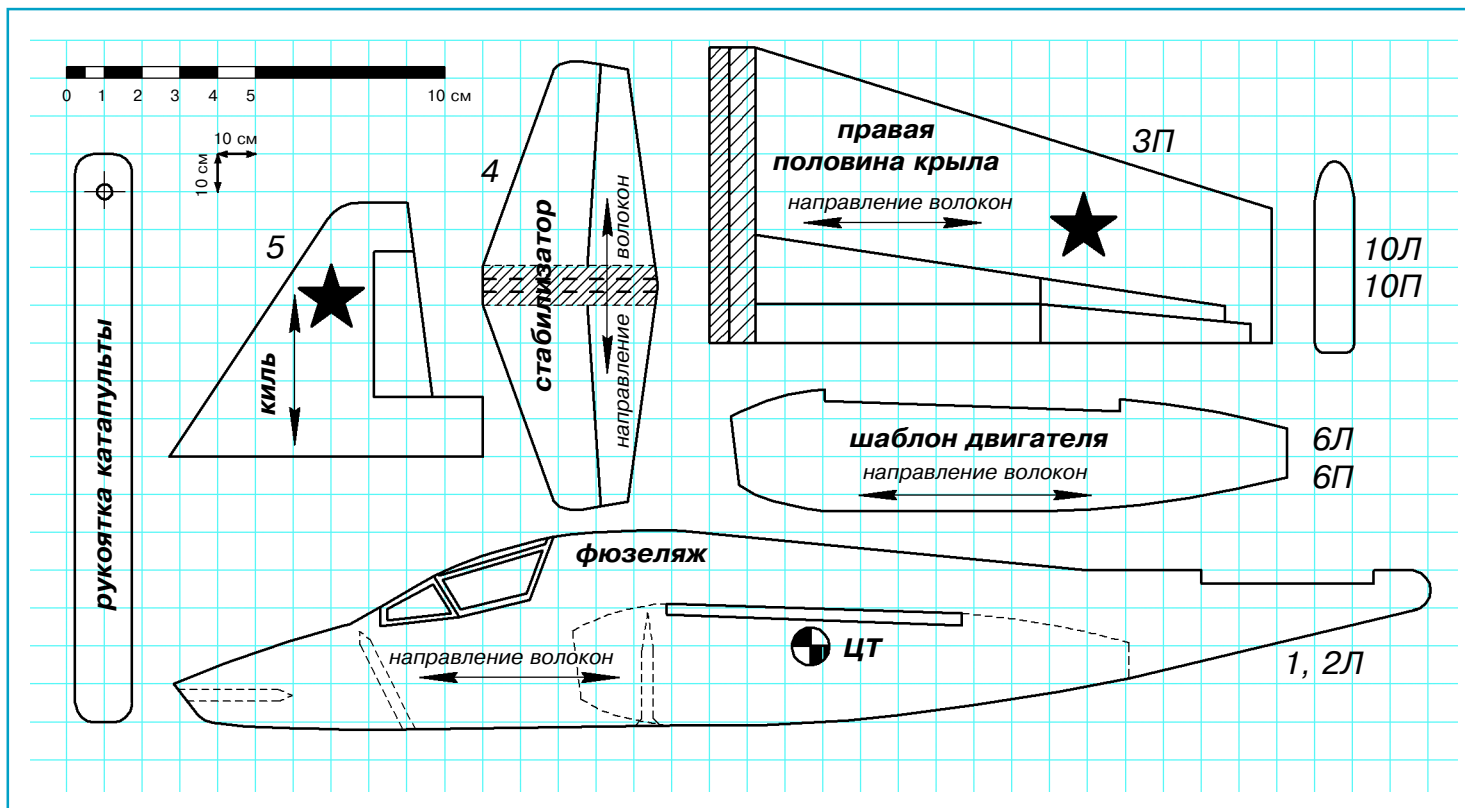 0 1 2 3 4 5 10 см
10 см
10 см
рукоятка катапульты
5
киль
4
стабилизатор
направление волокон
правая
половина крыла
направление волокон
3П
10Л
10П
шаблон двигателя
направление волокон
6Л
6П
фюзеляж
направление волокон
ЦТ
1, 2Л